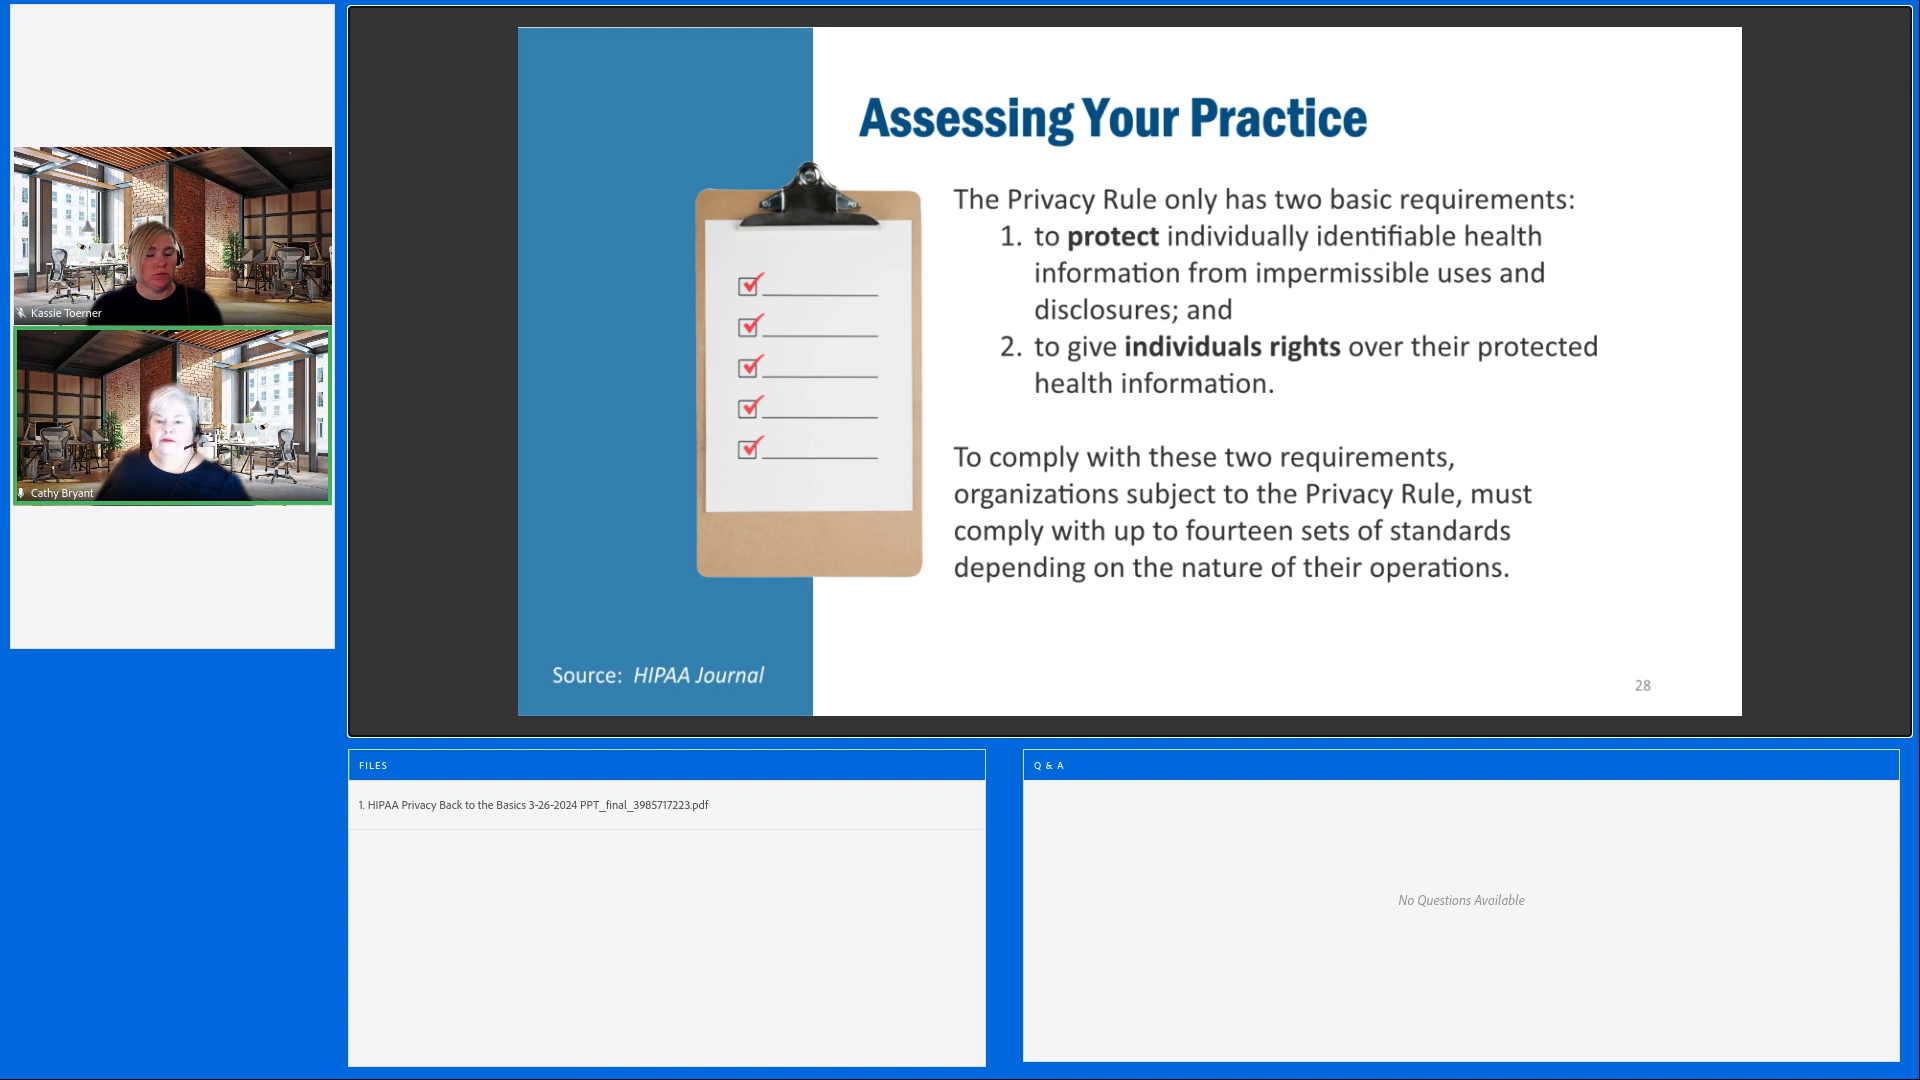 Kassie Toerner
Cathy Bryant
Assessing Your Practice
The Privacy Rule only has two basic requirements:
1. to protect individually identifiable health
information from impermissible uses and
disclosures; and
2. to give individuals rights over their protected
health information.
To comply with these two requirements,
organizations subject to the Privacy Rule, must
comply with up to fourteen sets of standards
depending on the nature of their operations.
Source: HIPAA Journal
28
FILES
1. HIPAA Privacy Back to the Basics 3-26-2024 PPT_final_3985717223.pdf
Q & A
No Questions Available